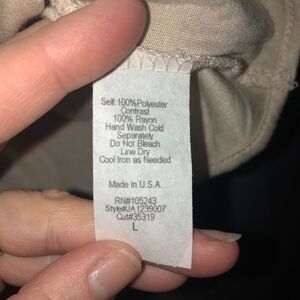 Self: 100%Polyester
Contrast
100% Rayon
Hand Wash Cold
Separately
Do Not Bleach
Line Dry
Cool Iron as Needed
Made in U.S.A.
RN#105243
Style#JA1239007
Cut#35319
L